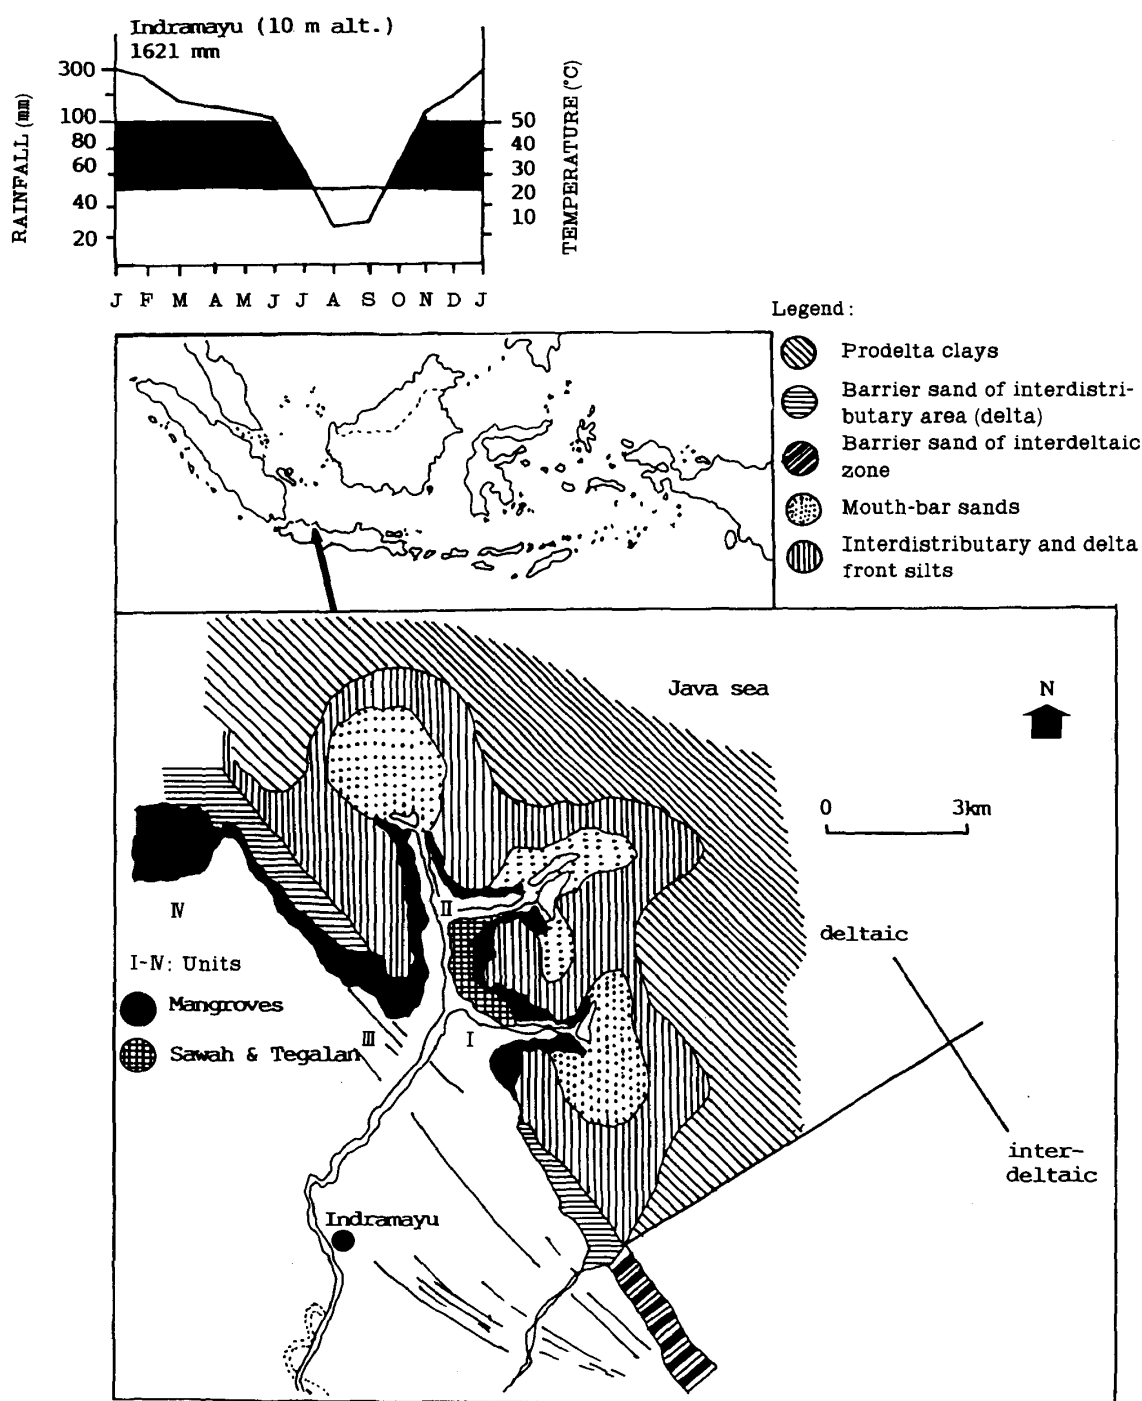 Indramayu (10 m alt.)
1621 mm
RAINFALL (mm)
300
100
80
60
40
20
50
40
30
20
10
TEMPERATURE (°C)
J F M A M J J A S O N D J
Legend :
Prodelta clays
Barrier sand of interdistri-
butary area (delta)
Barrier sand of interdeltaic
zone
Mouth-bar sands
Interdistributary and delta
front silts
Java sea
N
0 3km
II
IV
deltaic
I-IV: Units
Mangroves
III
I
Sawah & Tegalan
inter-
deltaic
Indramayu